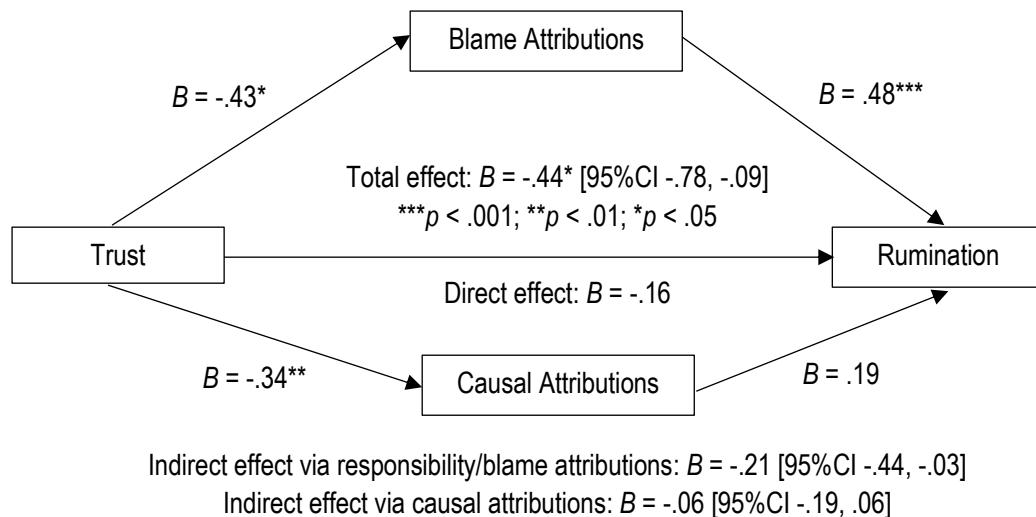 Blame Attributions
B = -.43*
B = .48***
Total effect: B = -.44* [95%CI -.78, -.09]
***p < .001; **p < .01; *p < .05
Trust
Rumination
Direct effect: B = -.16
B = -.34**
Causal Attributions
B = .19
Indirect effect via responsibility/blame attributions: B = -.21 [95%CI -.44, -.03]
Indirect effect via causal attributions: B = -.06 [95%CI -.19, .06]